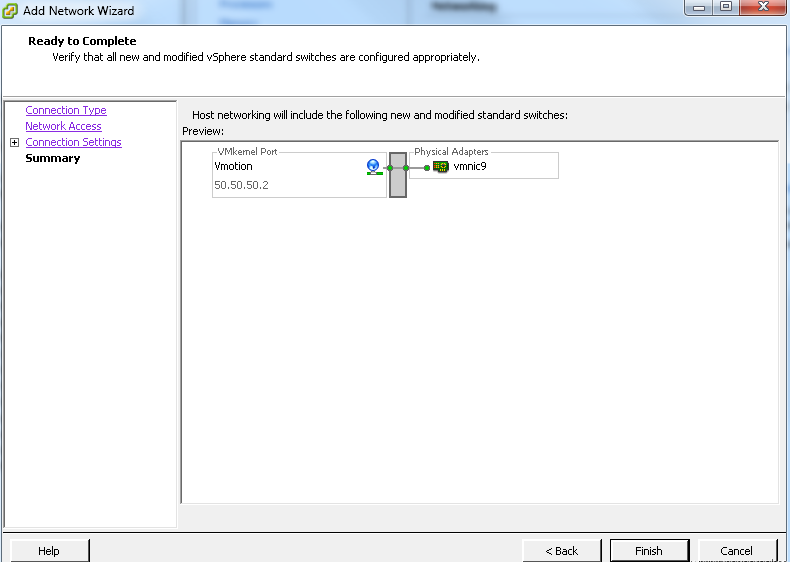 Add Network Wizard
Ready to Complete
Verify that all new and modified vSphere standard switches are configured appropriately.
Connection Type
Network Access
Connection Settings
Summary
Host networking will include the following new and modified standard switches:
Preview:
VMkernel Port
Vmotion
50.50.50.2
Physical Adapters
vmnic9
Help
< Back
Finish
Cancel